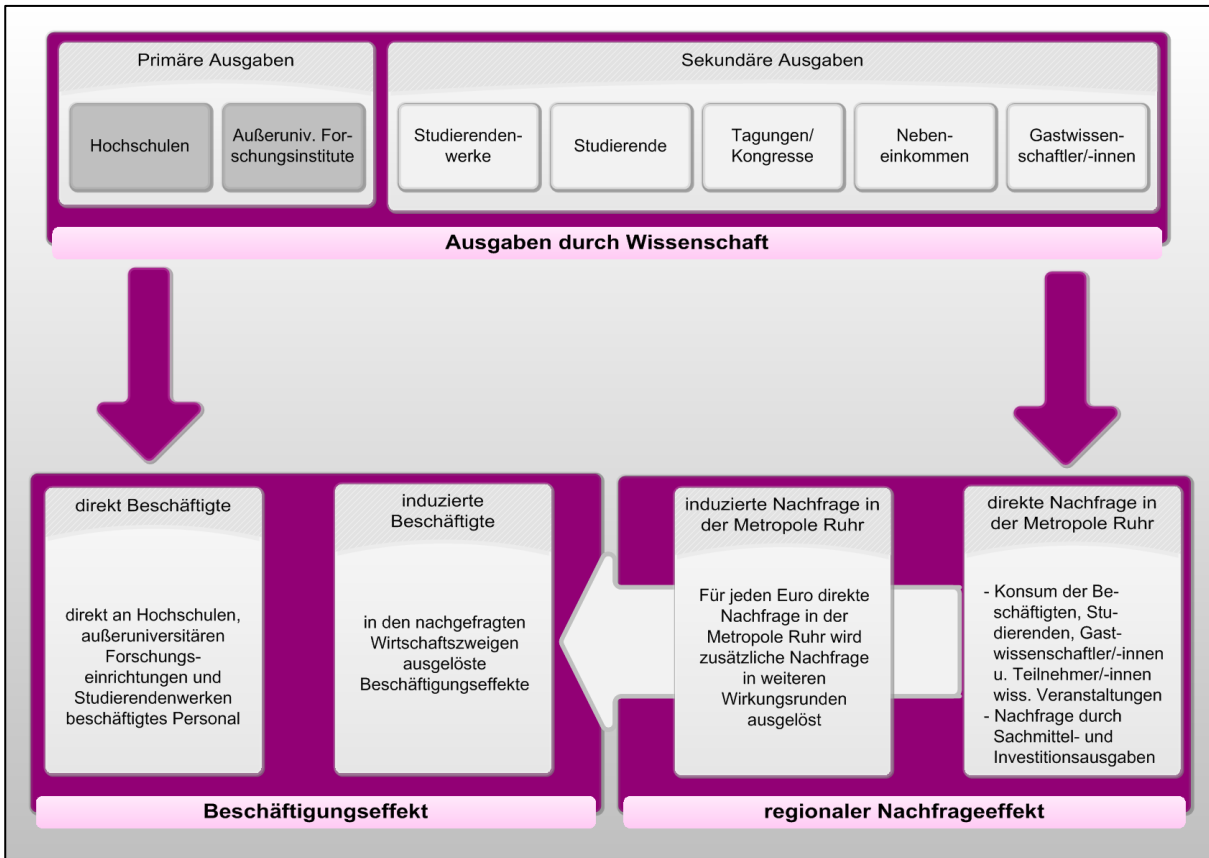 Primäre Ausgaben
Hochschulen
Außeruniv. For-
schungsinstitute
Sekundäre Ausgaben
Studierenden-
werke
Studierende
Tagungen/
Kongresse
Neben-
einkommen
Gastwissen-
schaftler/-innen
Ausgaben durch Wissenschaft
direkt Beschäftigte
direkt an Hochschulen,
außeruniversitären
Forschungs-
einrichtungen und
Studierendenwerken
beschäftigtes Personal
induzierte
Beschäftigte
in den nachgefragten
Wirtschaftszweigen
ausgelöste
Beschäftigungseffekte
Beschäftigungseffekt
induzierte Nachfrage in
der Metropole Ruhr
Für jeden Euro direkte
Nachfrage in der
Metropole Ruhr wird
zusätzliche Nachfrage
in weiteren
Wirkungsrunden
ausgelöst
direkte Nachfrage in
der Metropole Ruhr
- Konsum der Be-
schäftigten, Stu-
dierenden, Gast-
wissenschaftler/-innen
u. Teilnehmer/-innen
wiss. Veranstaltungen
- Nachfrage durch
Sachmittel- und
Investitionsausgaben
regionaler Nachfrageeffekt